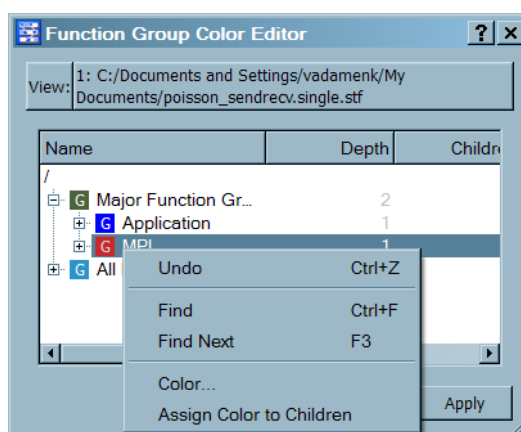 Function Group Color Editor
View:
1: C:/Documents and Settings/vadamenk/My
Documents/poisson_sendrecv.single.stf
Name Depth Childre
/
G Major Function Gr... 2
G Application 1
G MPI 1
G All
Undo Ctrl+Z
Find Ctrl+F
Find Next F3
Color...
Assign Color to Children
Apply